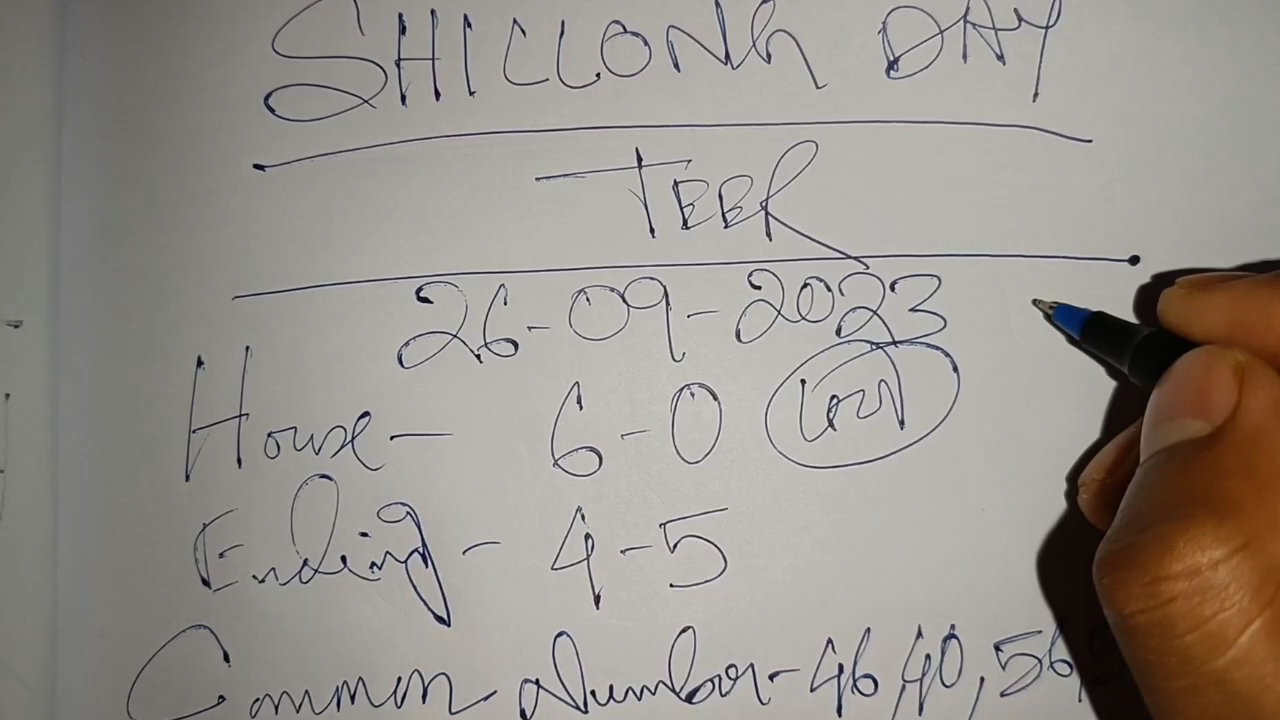 SHILLONG DAY
TEER
26-09-2023
House- 6-0
Ending- 4-5
Common Number-46,40,56,